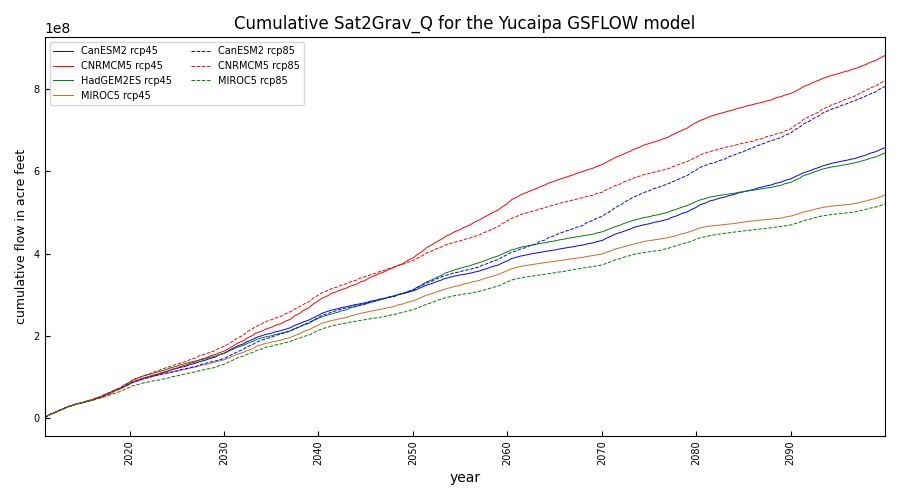 Cumulative Sat2Grav_Q for the Yucaipa GSFLOW model
1e8
CanESM2 rcp45
CNRMCM5 rcp45
HadGEM2ES rcp45
MIROC5 rcp45
CanESM2 rcp85
CNRMCM5 rcp85
MIROC5 rcp85
cumulative flow in acre feet
8
6
4
2
0
2020 2030 2040 2050 2060 2070 2080 2090
year